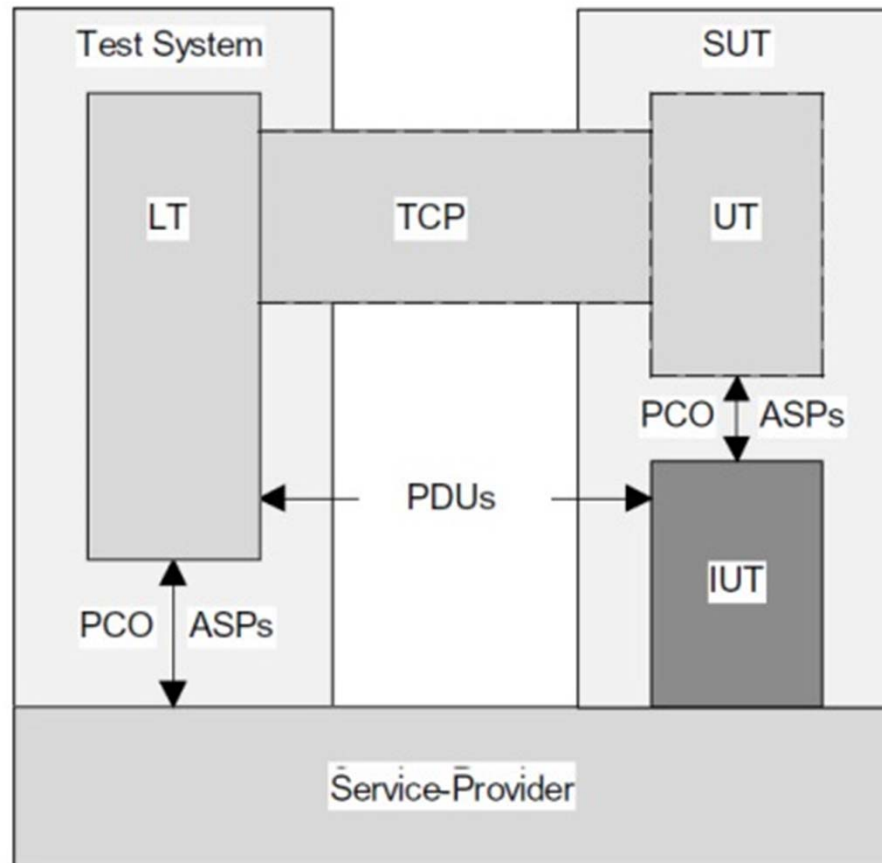 Test System
SUT
LT
TCP
UT
PCO
ASPs
PDUs
IUT
PCO
ASPs
Service-Provider